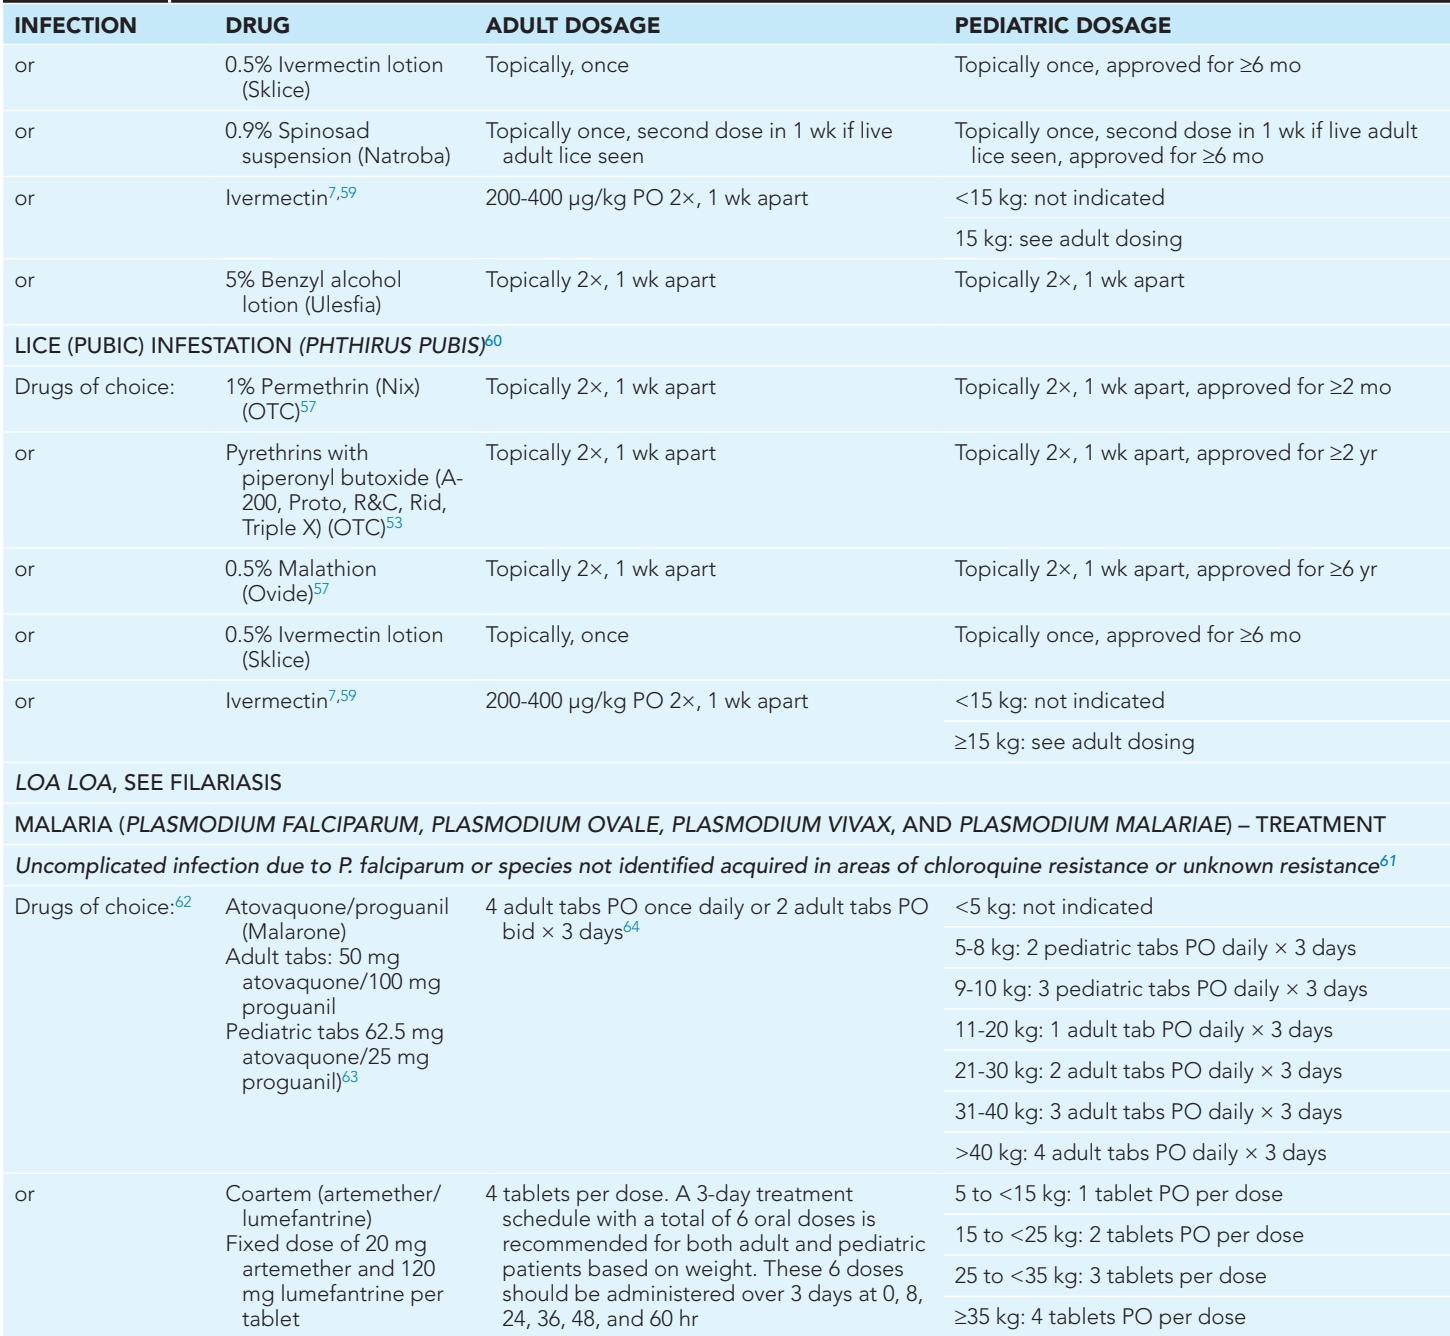 INFECTION DRUG ADULT DOSAGE PEDIATRIC DOSAGE
or 0.5% Ivermectin lotion Topically, once Topically once, approved for ≥6 mo
(Sklice)
or 0.9% Spinosad Topically once, second dose in 1 wk if live Topically once, second dose in 1 wk if live adult
suspension (Natroba) adult lice seen lice seen, approved for ≥6 mo
or Ivermectin7,59 200-400 μg/kg PO 2×, 1 wk apart <15 kg: not indicated
15 kg: see adult dosing
or 5% Benzyl alcohol Topically 2×, 1 wk apart Topically 2×, 1 wk apart
lotion (Ulesfia)
LICE (PUBIC) INFESTATION (PHTHIRUS PUBIS)60
Drugs of choice: 1% Permethrin (Nix) Topically 2×, 1 wk apart Topically 2×, 1 wk apart, approved for ≥2 mo
(OTC)57
or Pyrethrins with Topically 2×, 1 wk apart Topically 2×, 1 wk apart, approved for ≥2 yr
piperonyl butoxide (A-
200, Proto, R&C, Rid,
Triple X) (OTC)53
or 0.5% Malathion Topically 2×, 1 wk apart Topically 2×, 1 wk apart, approved for ≥6 yr
(Ovide)57
or 0.5% Ivermectin lotion Topically, once Topically once, approved for ≥6 mo
(Sklice)
or Ivermectin7,59 200-400 μg/kg PO 2×, 1 wk apart <15 kg: not indicated
≥15 kg: see adult dosing
LOA LOA, SEE FILARIASIS
MALARIA (PLASMODIUM FALCIPARUM, PLASMODIUM OVALE, PLASMODIUM VIVAX, AND PLASMODIUM MALARIAE) – TREATMENT
Uncomplicated infection due to P. falciparum or species not identified acquired in areas of chloroquine resistance or unknown resistance61
Drugs of choice:62 Atovaquone/proguanil 4 adult tabs PO once daily or 2 adult tabs PO <5 kg: not indicated
(Malarone) bid × 3 days64
Adult tabs: 50 mg 5-8 kg: 2 pediatric tabs PO daily × 3 days
atovaquone/100 mg 9-10 kg: 3 pediatric tabs PO daily × 3 days
proguanil
Pediatric tabs 62.5 mg 11-20 kg: 1 adult tab PO daily × 3 days
atovaquone/25 mg 21-30 kg: 2 adult tabs PO daily × 3 days
proguanil)63
31-40 kg: 3 adult tabs PO daily × 3 days
>40 kg: 4 adult tabs PO daily × 3 days
or Coartem (artemether/ 4 tablets per dose. A 3-day treatment 5 to <15 kg: 1 tablet PO per dose
lumefantrine) schedule with a total of 6 oral doses is
Fixed dose of 20 mg recommended for both adult and pediatric 15 to <25 kg: 2 tablets PO per dose
artemether and 120 patients based on weight. These 6 doses 25 to <35 kg: 3 tablets per dose
mg lumefantrine per should be administered over 3 days at 0, 8,
tablet 24, 36, 48, and 60 hr ≥35 kg: 4 tablets PO per dose